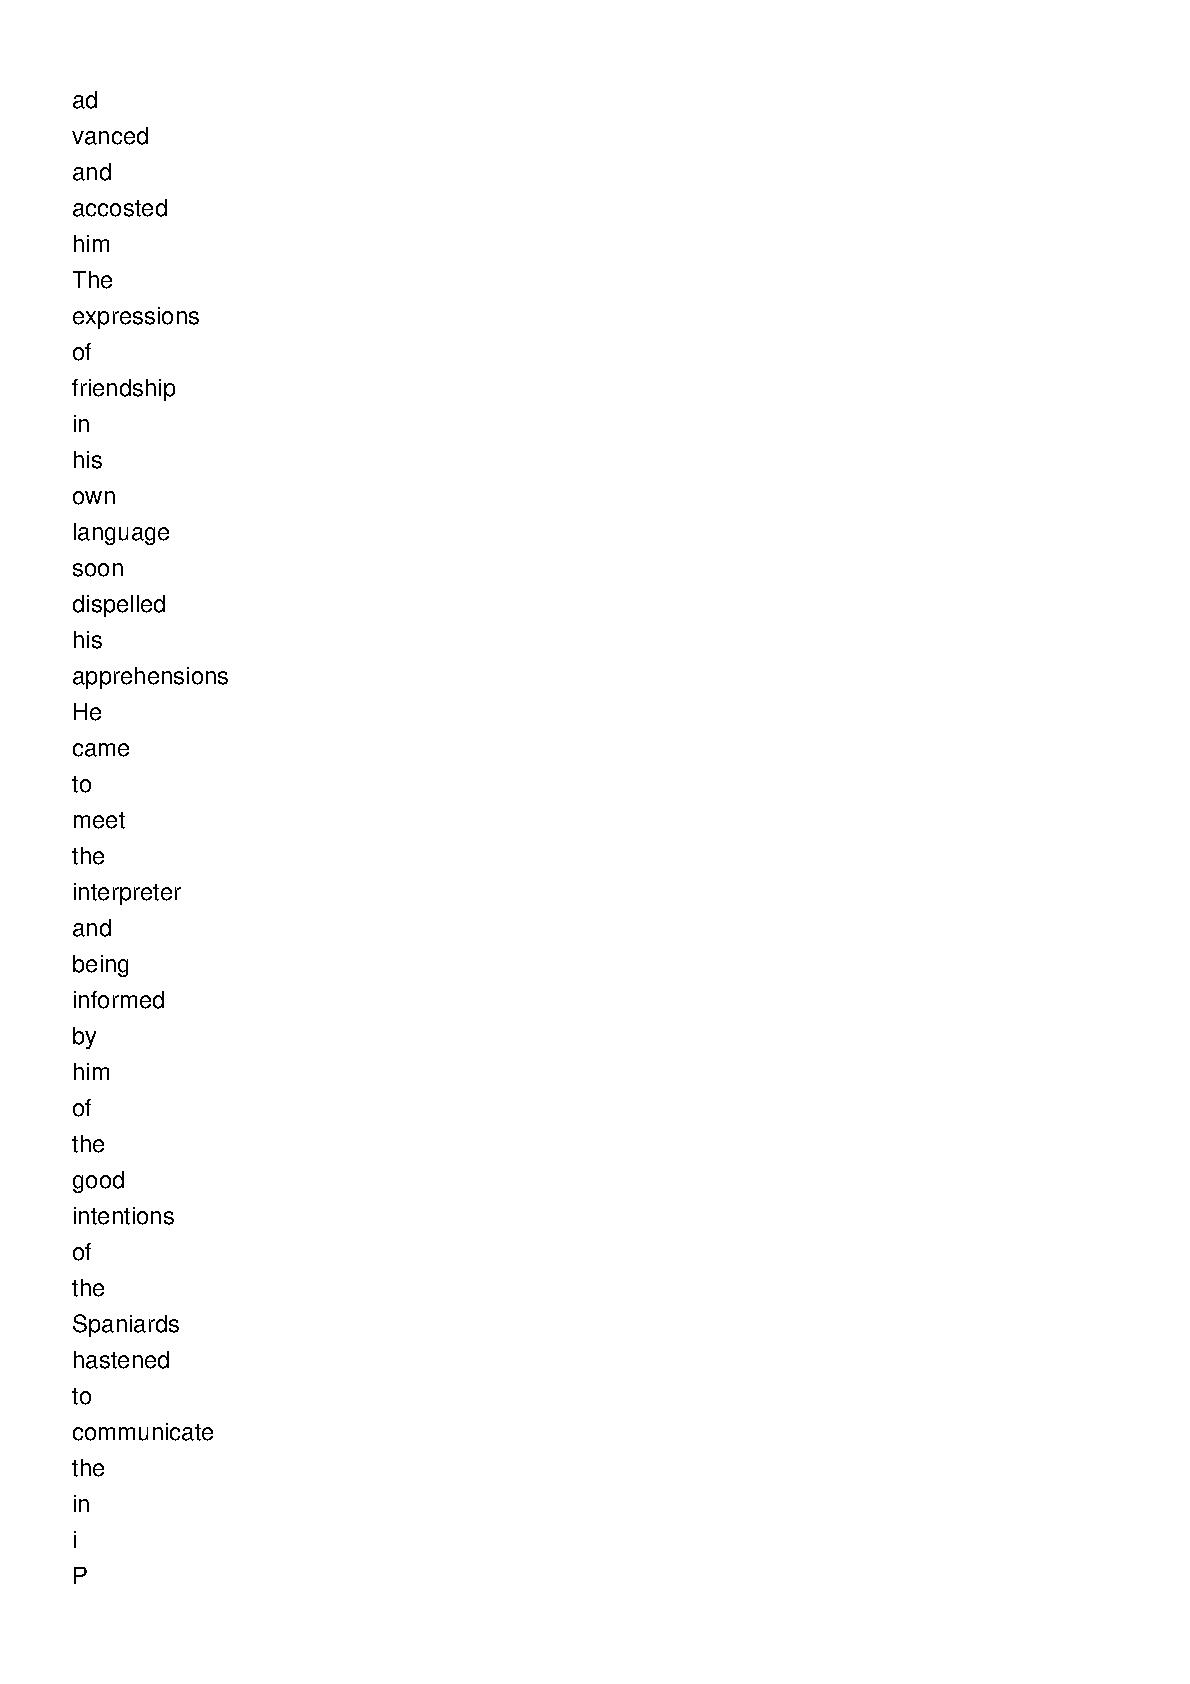 ad
vanced
and
accosted
him
The
expressions
of
friendship
in
his
own
language
soon
dispelled
his
apprehensions
He
came
to
meet
the
interpreter
and
being
informed
by
him
of
the
good
intentions
of
the
Spaniards
hastened
to
communicate
the
in
i
P